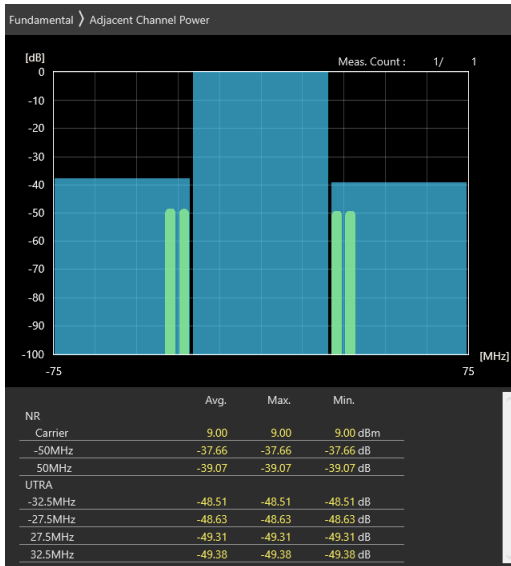 Fundamental 〉 Adjacent Channel Power
[dB]
Meas. Count : 1/ 1
0
-10
-20
-30
-40
-50
-60
-70
-80
-90
-100
[MHz]
-75 75
Avg. Max. Min.
NR
Carrier 9.00 9.00 9.00 dBm
-50MHz -37.66 -37.66 -37.66 dB
50MHz -39.07 -39.07 -39.07 dB
UTRA
-32.5MHz -48.51 -48.51 -48.51 dB
-27.5MHz -48.63 -48.63 -48.63 dB
27.5MHz -49.31 -49.31 -49.31 dB
32.5MHz -49.38 -49.38 -49.38 dB